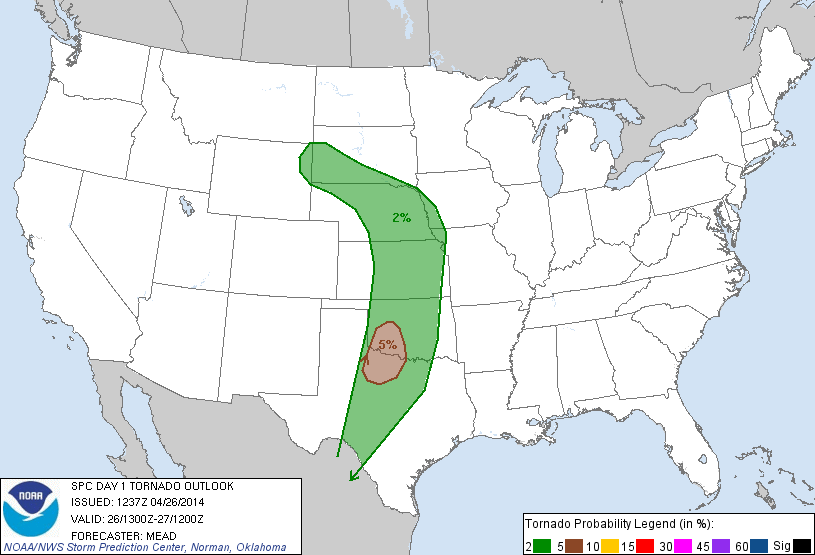 2%
5%
NOAA
SPC DAY 1 TORNADO OUTLOOK
ISSUED: 1237Z 04/26/2014
VALID: 26/1300Z-27/1200Z
FORECASTER: MEAD
NOAA/NWS Storm Prediction Center, Norman, Oklahoma
Tornado Probability Legend (in %):
2 5 10 15 30 45 60 Sig